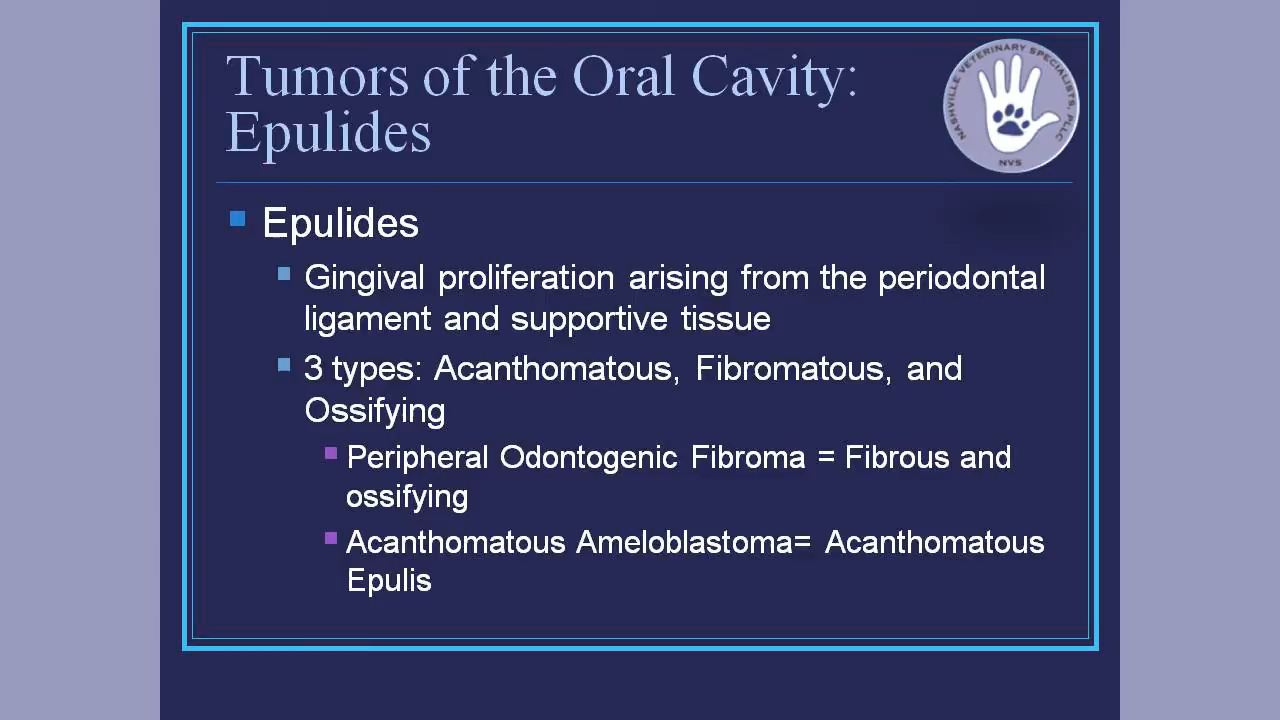 Tumors of the Oral Cavity:
Epulides
NASHVILLE VETERINARY SPECIALISTS, PLLC
NVS
Epulides
Gingival proliferation arising from the periodontal
ligament and supportive tissue
3 types: Acanthomatous, Fibromatous, and
Ossifying
Peripheral Odontogenic Fibroma = Fibrous and
ossifying
Acanthomatous Ameloblastoma= Acanthomatous
Epulis